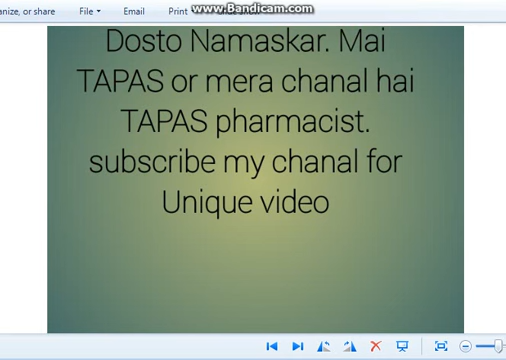 anize, or share File Email Print
www.Bandicam.com
Dosto Namaskar. Mai
TAPAS or mera chanal hai
TAPAS pharmacist.
subscribe my chanal for
Unique video